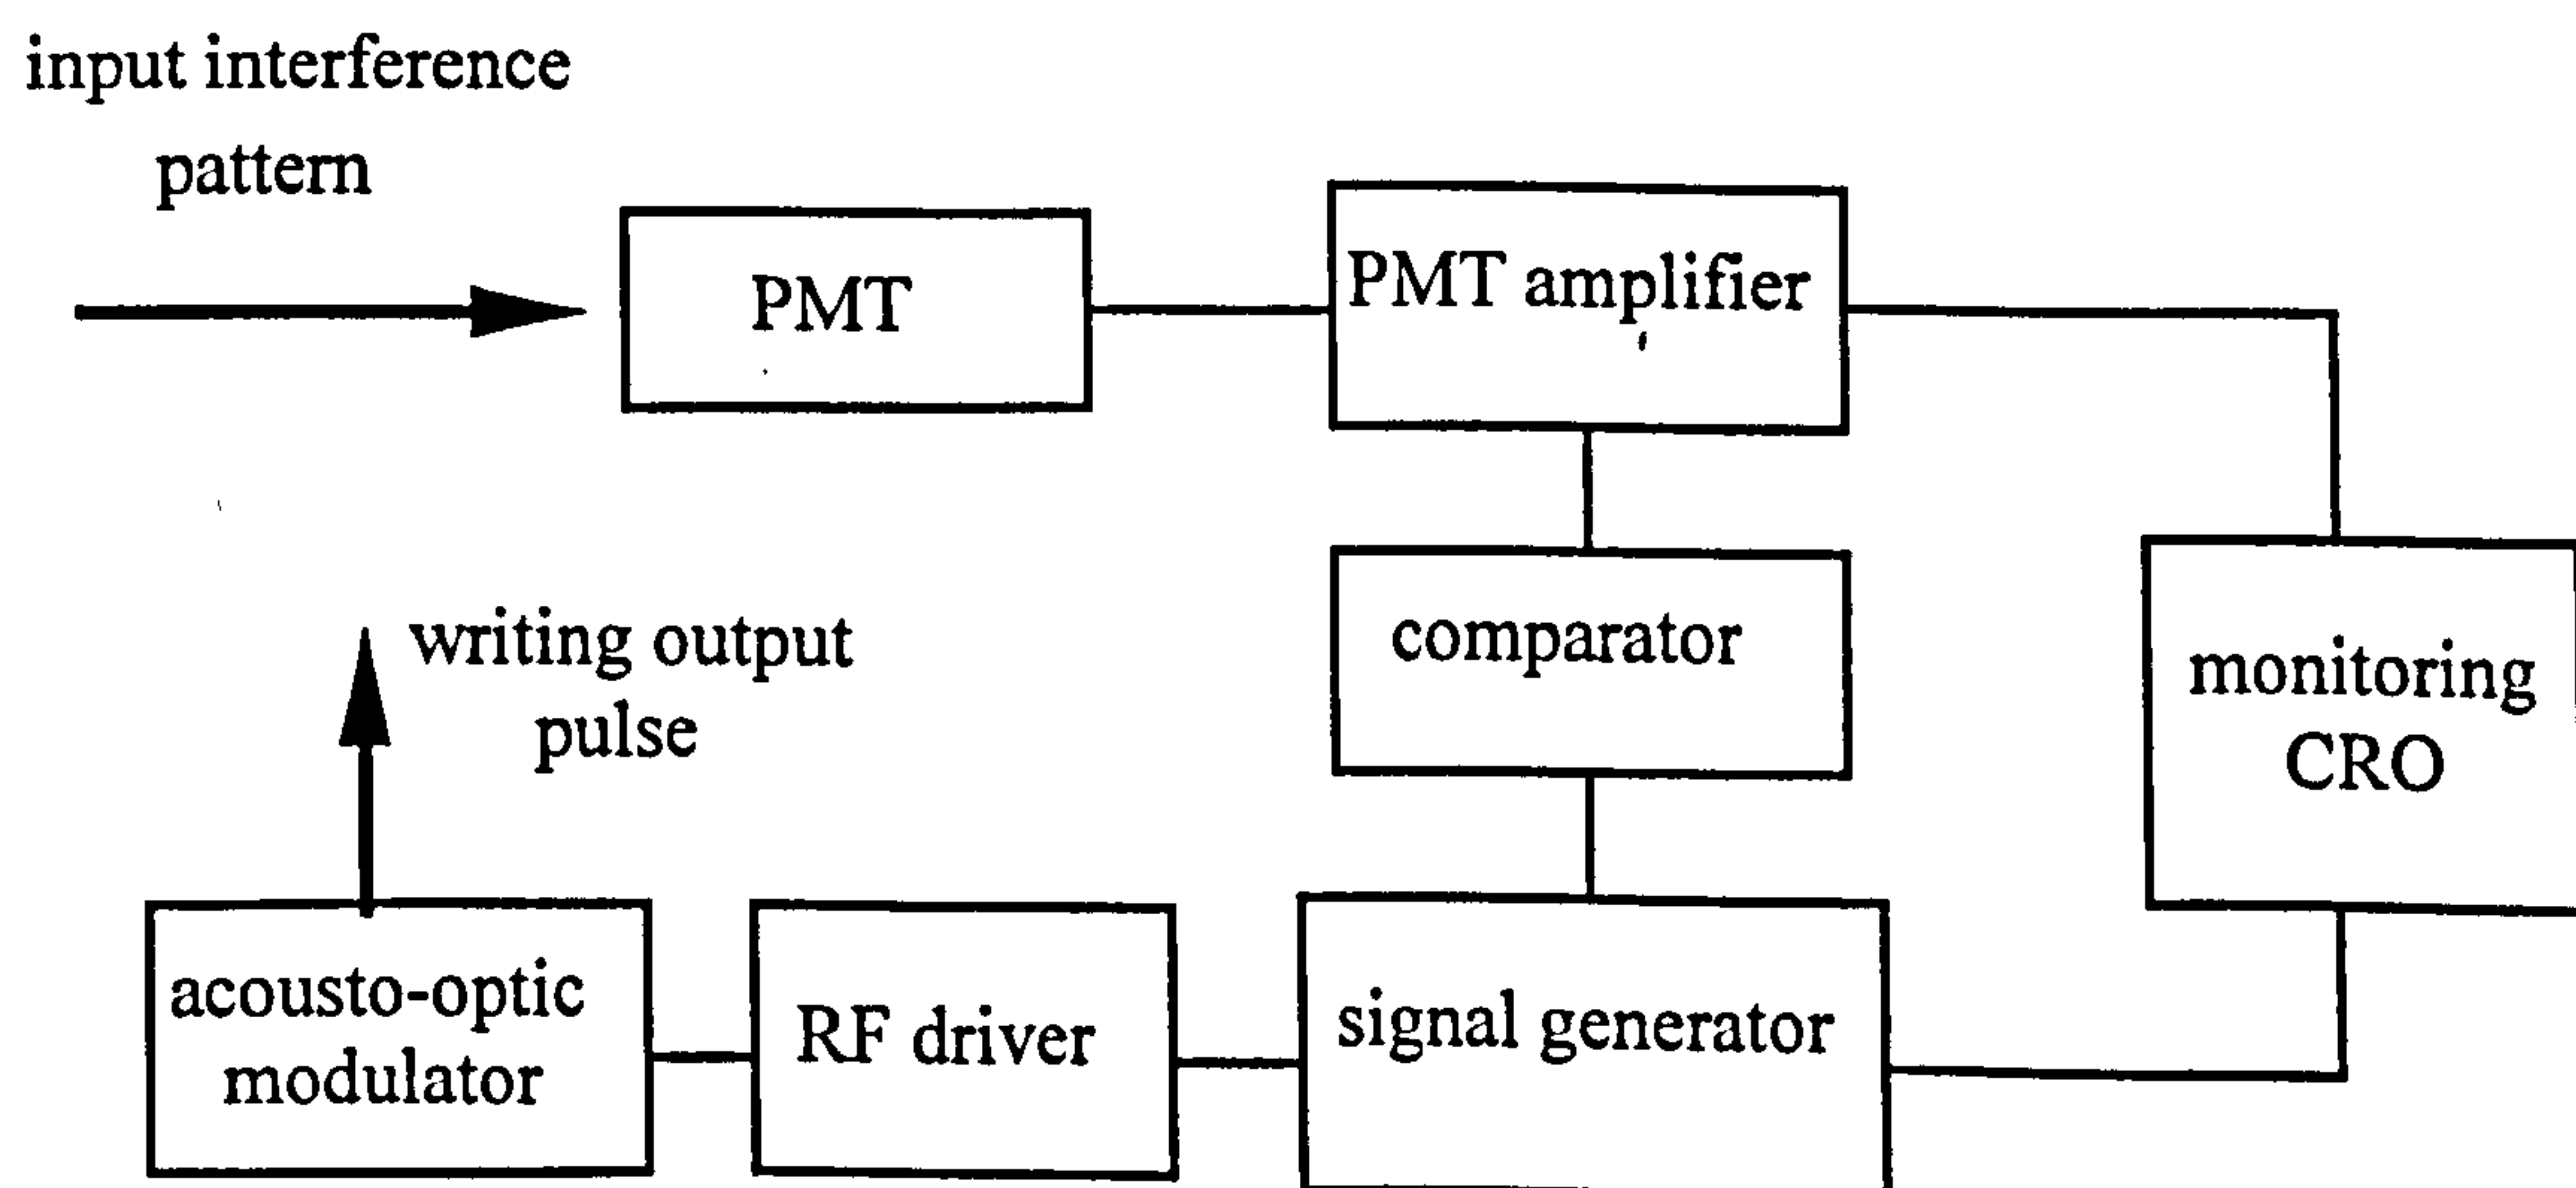 input interference
pattern
PMT
PMT amplifier
comparator
monitoring
CRO
writing output
pulse
acousto-optic
modulator
RF driver
signal generator